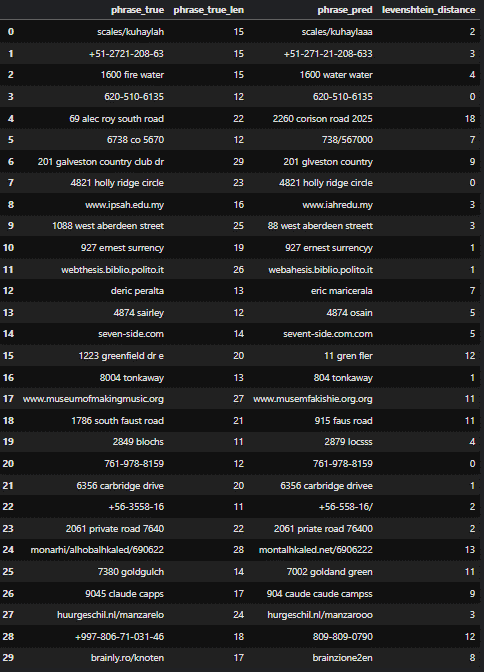 phrase_true phrase_true_len phrase_pred levenshtein_distance
0 scales/kuhaylah 15 scales/kuhaylaaa 2
1 +51-2721-208-63 15 +51-2721-21-208-633 3
2 1600 fire water 15 1600 water water 4
3 620-510-6135 12 620-510-6135 0
4 69 alec roy south road 22 2260 corison road 2025 18
5 6738 co 5670 12 738/567000 7
6 201 galveston country club dr 29 201 glveston country 9
7 4821 holly ridge circle 23 4821 holly ridge circle 0
8 www.ipsah.edu.my 16 www.iahredu.my 3
9 1088 west aberdeen street 25 88 west aberdeen streett 3
10 927 ernest surrency 19 927 ernest surrencyy 1
11 webthesis.biblio.polito.it 26 webahesis.biblio.polito.it 1
12 deric peralta 13 eric maricerala 7
13 4874 sairley 12 4874 osain 5
14 seven-side.com 14 sevent-side.com.com 5
15 1223 greenfield dr e 20 11 gren fler 12
16 8004 tonkaway 13 804 tonkaway 1
17 www.museumofmakingmusic.org 27 www.musemfakishie.org.org 11
18 1786 south faust road 21 915 faus road 11
19 2849 blochs 11 2879 locsss 4
20 761-978-8159 12 761-978-8159 0
21 6356 carbridge drive 20 6356 carbridge drivee 1
22 +56-3558-16 11 +56-558-16/ 2
23 2061 private road 7640 22 2061 priate road 76400 2
24 monarhi/alhobalhkaled/690622 28 montalhkaled.net/6906222 13
25 7380 goldgulch 14 7002 goldand green 11
26 9045 claude capps 17 904 caude caude campss 9
27 huurgeschil.nl/manzarelo 24 hurgeschil.nl/manzarooo 3
28 +997-806-71-031-46 18 809-809-0790 12
29 brainly.ro/knoten 17 brainzione2en 8